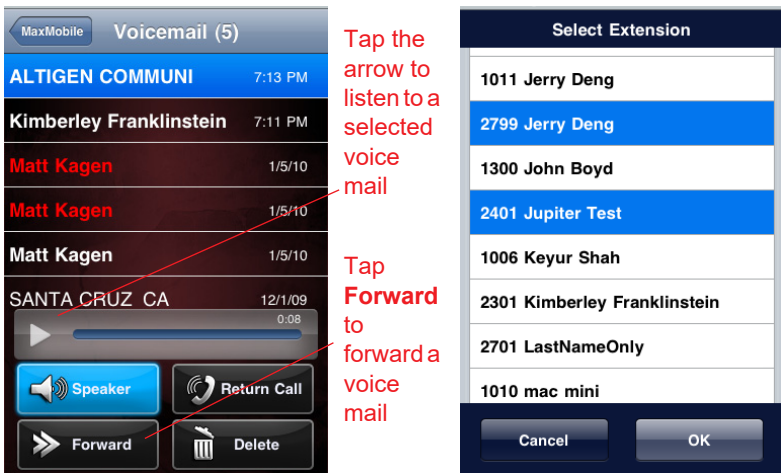 MaxMobile
Voicemail (5)
ALTIGEN COMMUNI 7:13 PM
Kimberley Franklinstein 7:11 PM
Matt Kagen 1/5/10
Matt Kagen 1/5/10
Matt Kagen 1/5/10
SANTA CRUZ CA 12/1/09
0:08
Speaker
Return Call
Forward
Delete
Tap the
arrow to
listen to a
selected
voice
mail
Tap
Forward
to
forward a
voice
mail
Select Extension
1011 Jerry Deng
2799 Jerry Deng
1300 John Boyd
2401 Jupiter Test
1006 Keyur Shah
2301 Kimberley Franklinstein
2701 LastNameOnly
1010 mac mini
Cancel
OK